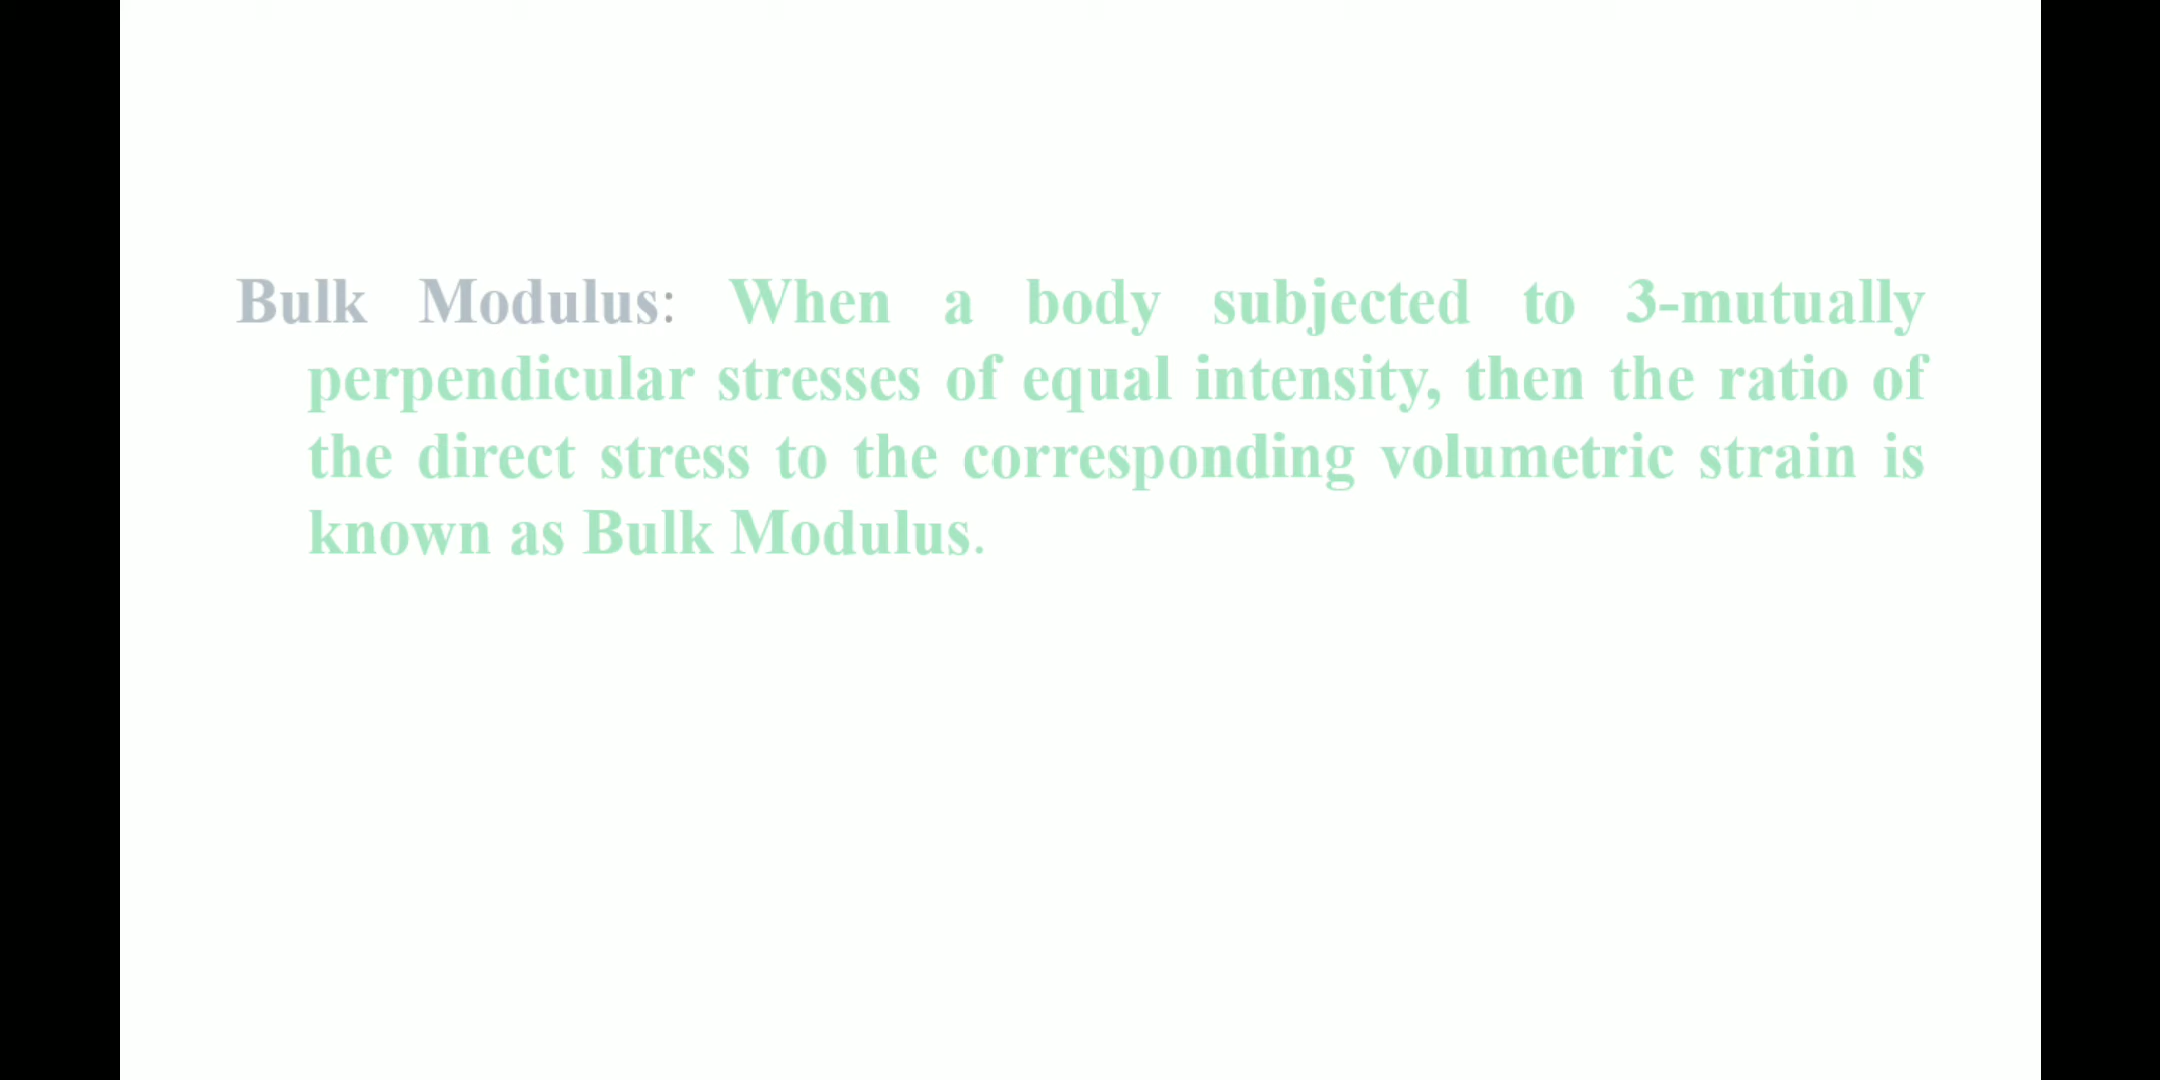 Bulk Modulus: When a body subjected to 3-mutually
perpendicular stresses of equal intensity, then the ratio of
the direct stress to the corresponding volumetric strain is
known as Bulk Modulus.